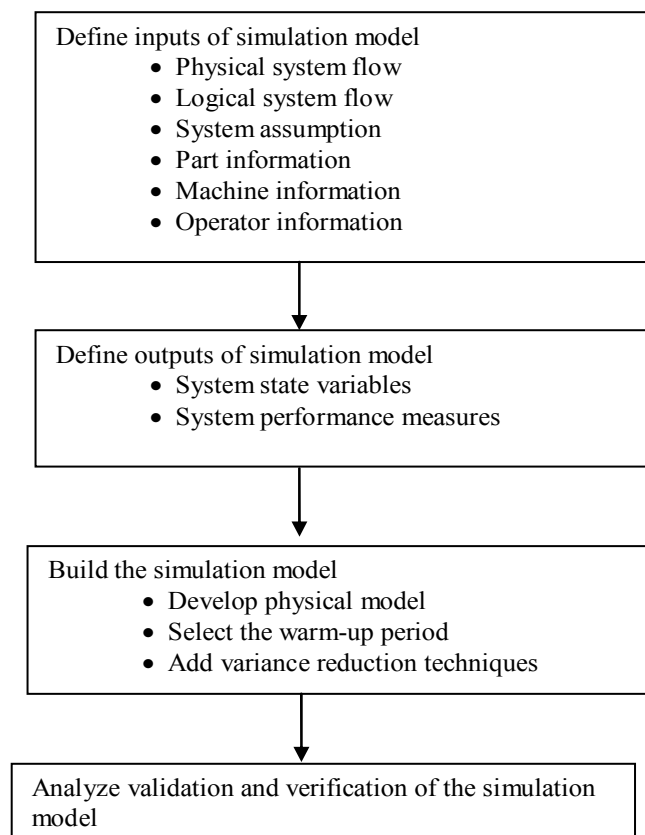 Define inputs of simulation model
• Physical system flow
• Logical system flow
• System assumption
• Part information
• Machine information
• Operator information
Define outputs of simulation model
• System state variables
• System performance measures
Build the simulation model
• Develop physical model
• Select the warm-up period
• Add variance reduction techniques
Analyze validation and verification of the simulation
model